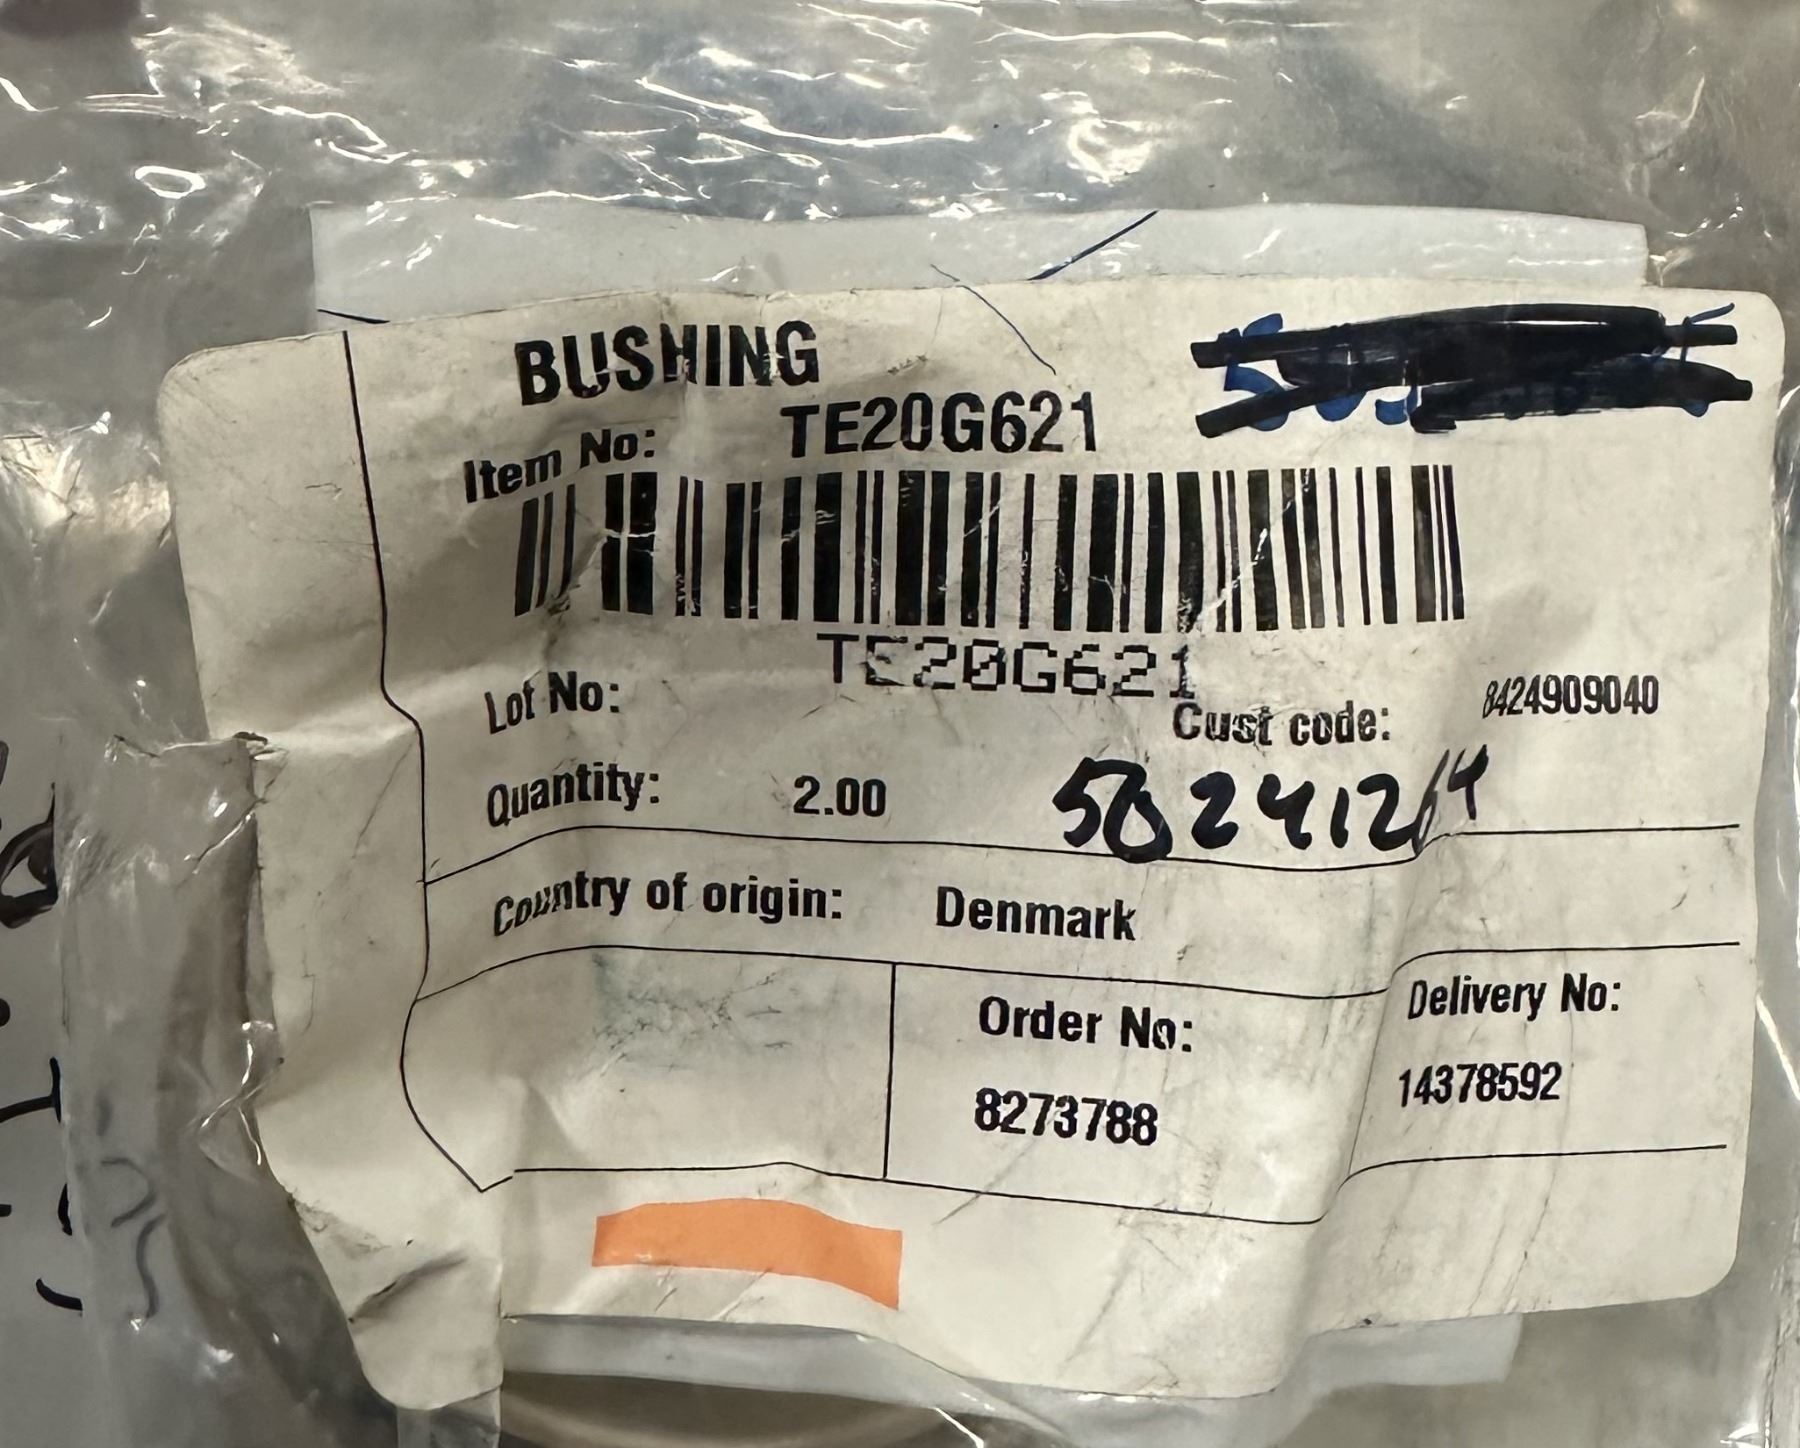 BUSHING
Item No: TE20G621
TE20G621
Lot No:
Cust code: 8424909040
Quantity: 2.00
Country of origin: Denmark
Order No:
8273788
Delivery No:
14378592